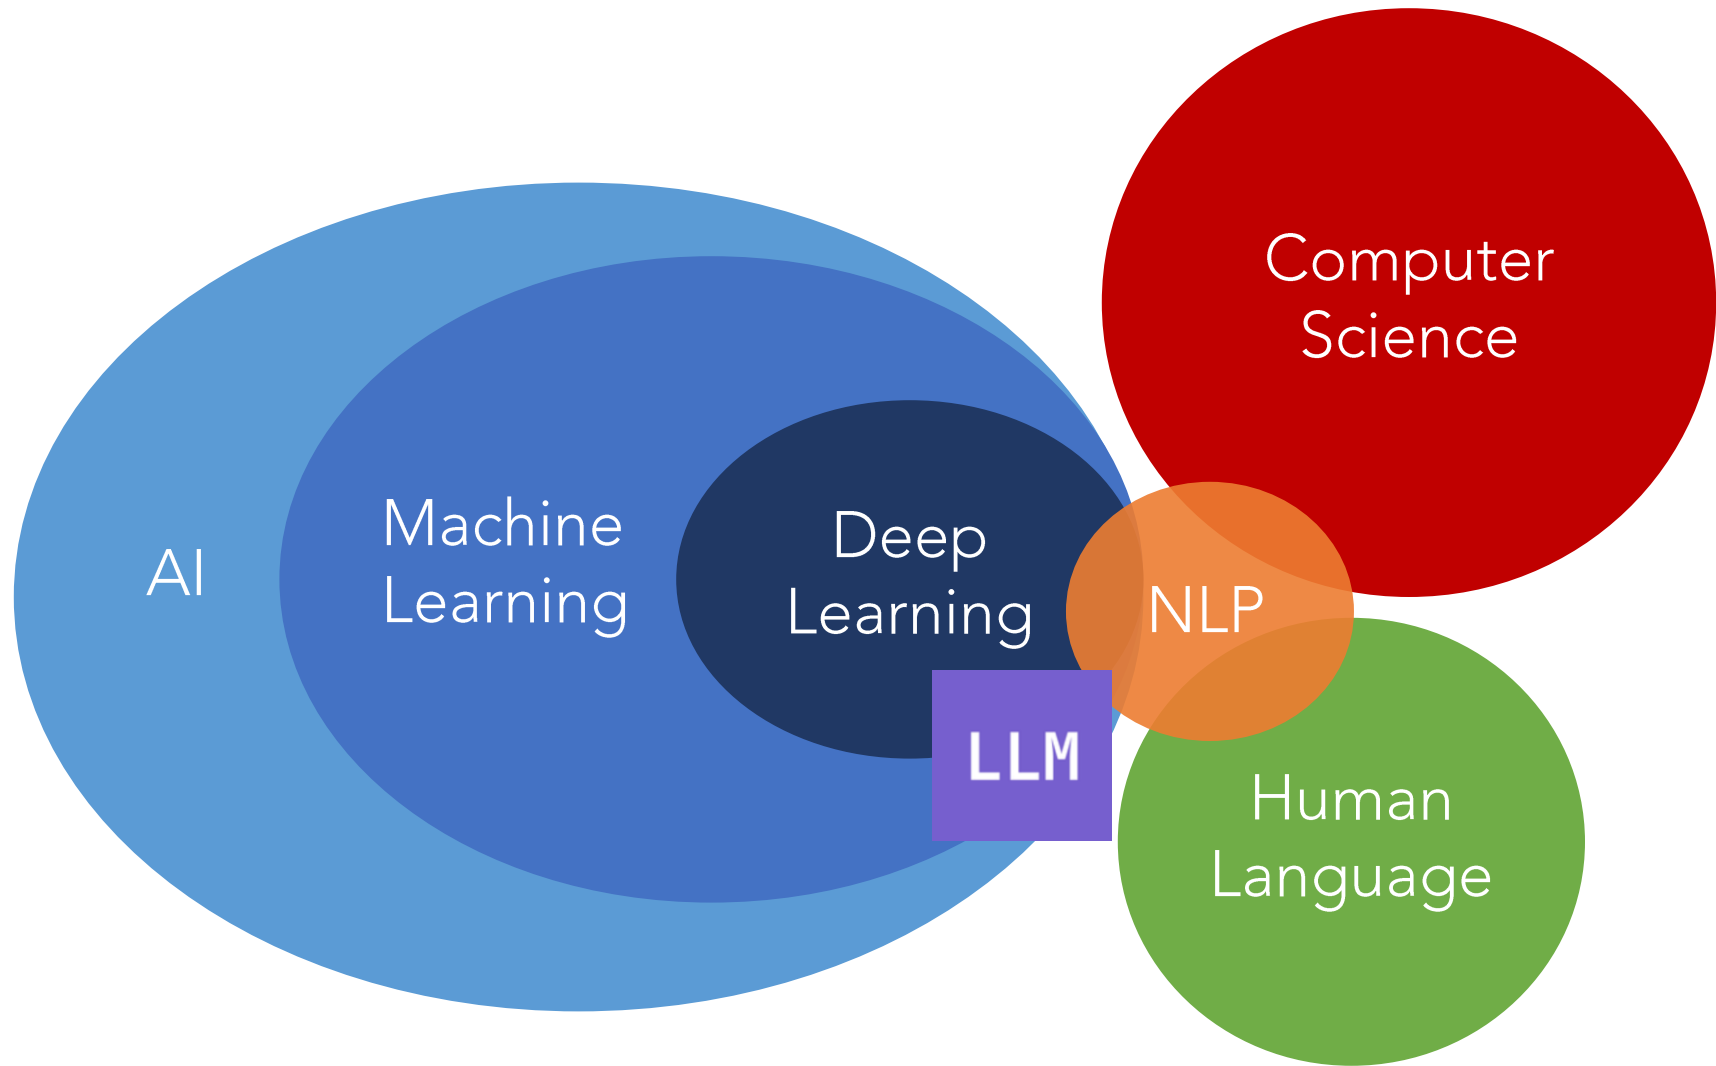 Computer
Science
AI
Machine
Learning
Deep
Learning
NLP
LLM
Human
Language